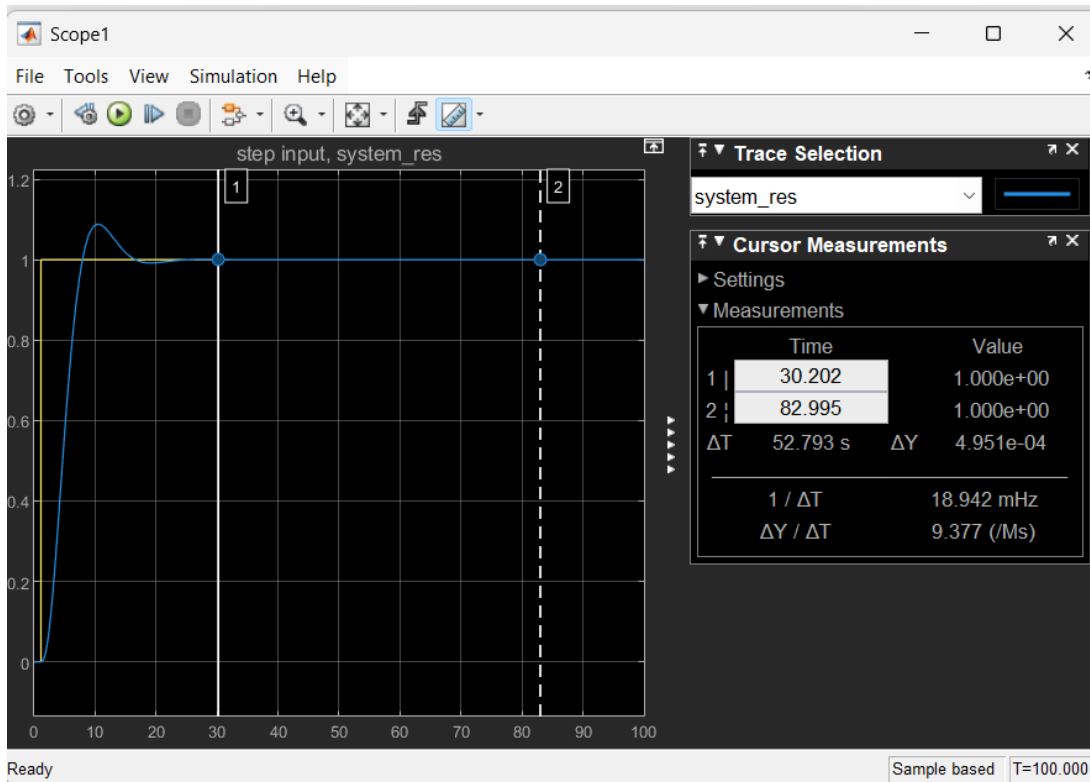 Scope1
File Tools View Simulation Help
step input, system_res
1.2
1
0.8
0.6
0.4
0.2
0
1
2
0 10 20 30 40 50 60 70 80 90 100
Trace Selection
system_res
Cursor Measurements
Settings
Measurements
Time Value
1 | 30.202 1.000e+00
2 ¦ 82.995 1.000e+00
ΔT 52.793 s ΔY 4.951e-04
1 / ΔT 18.942 mHz
ΔY / ΔT 9.377 (/Ms)
Ready Sample based T=100.000